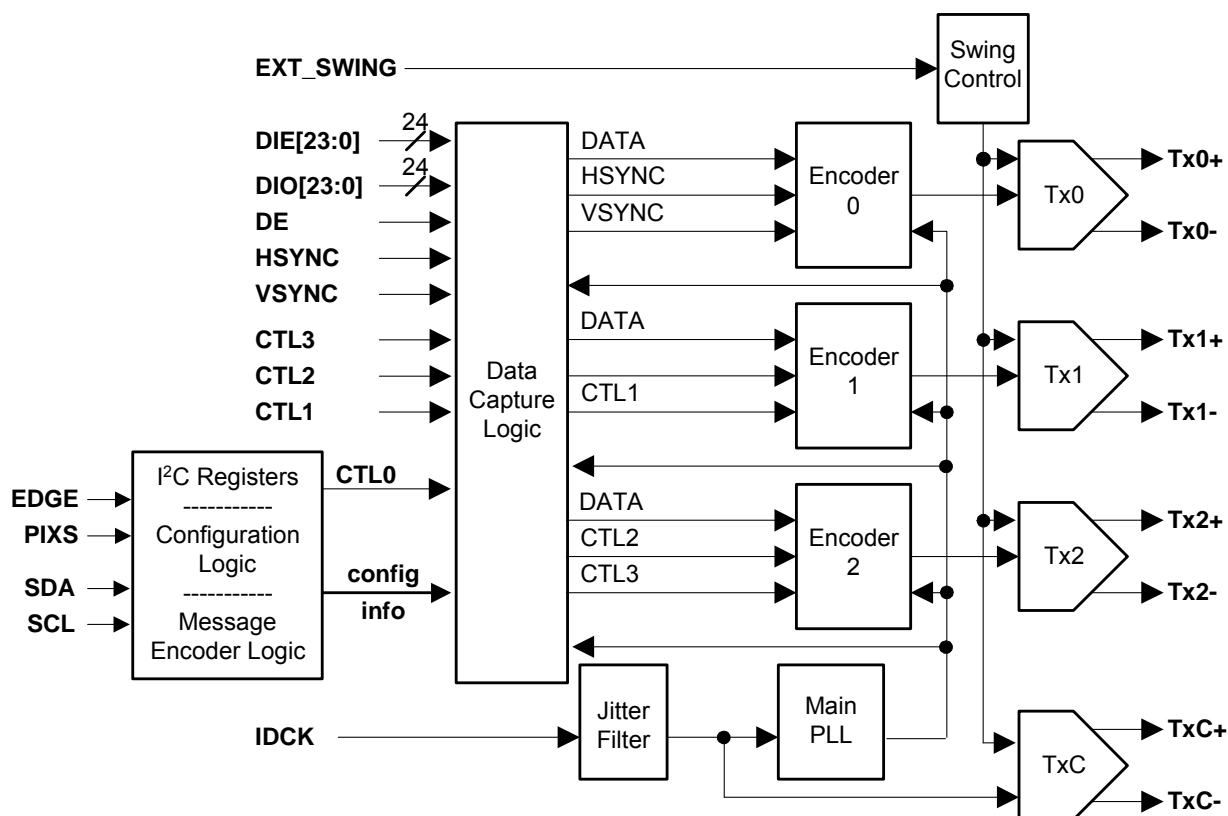 EXT_SWING
Swing
Control
DIE[23:0]
24
DIO[23:0]
24
DE
HSYNC
VSYNC
CTL3
CTL2
CTL1
I²C Registers
-----------
Configuration
Logic
-----------
Message
Encoder Logic
EDGE
PIXS
SDA
SCL
CTL0
config
info
Data
Capture
Logic
DATA
HSYNC
VSYNC
Encoder
0
DATA
CTL1
Encoder
1
DATA
CTL2
CTL3
Encoder
2
IDCK
Jitter
Filter
Main
PLL
Tx0
Tx0+
Tx0-
Tx1
Tx1+
Tx1-
Tx2
Tx2+
Tx2-
TxC
TxC+
TxC-